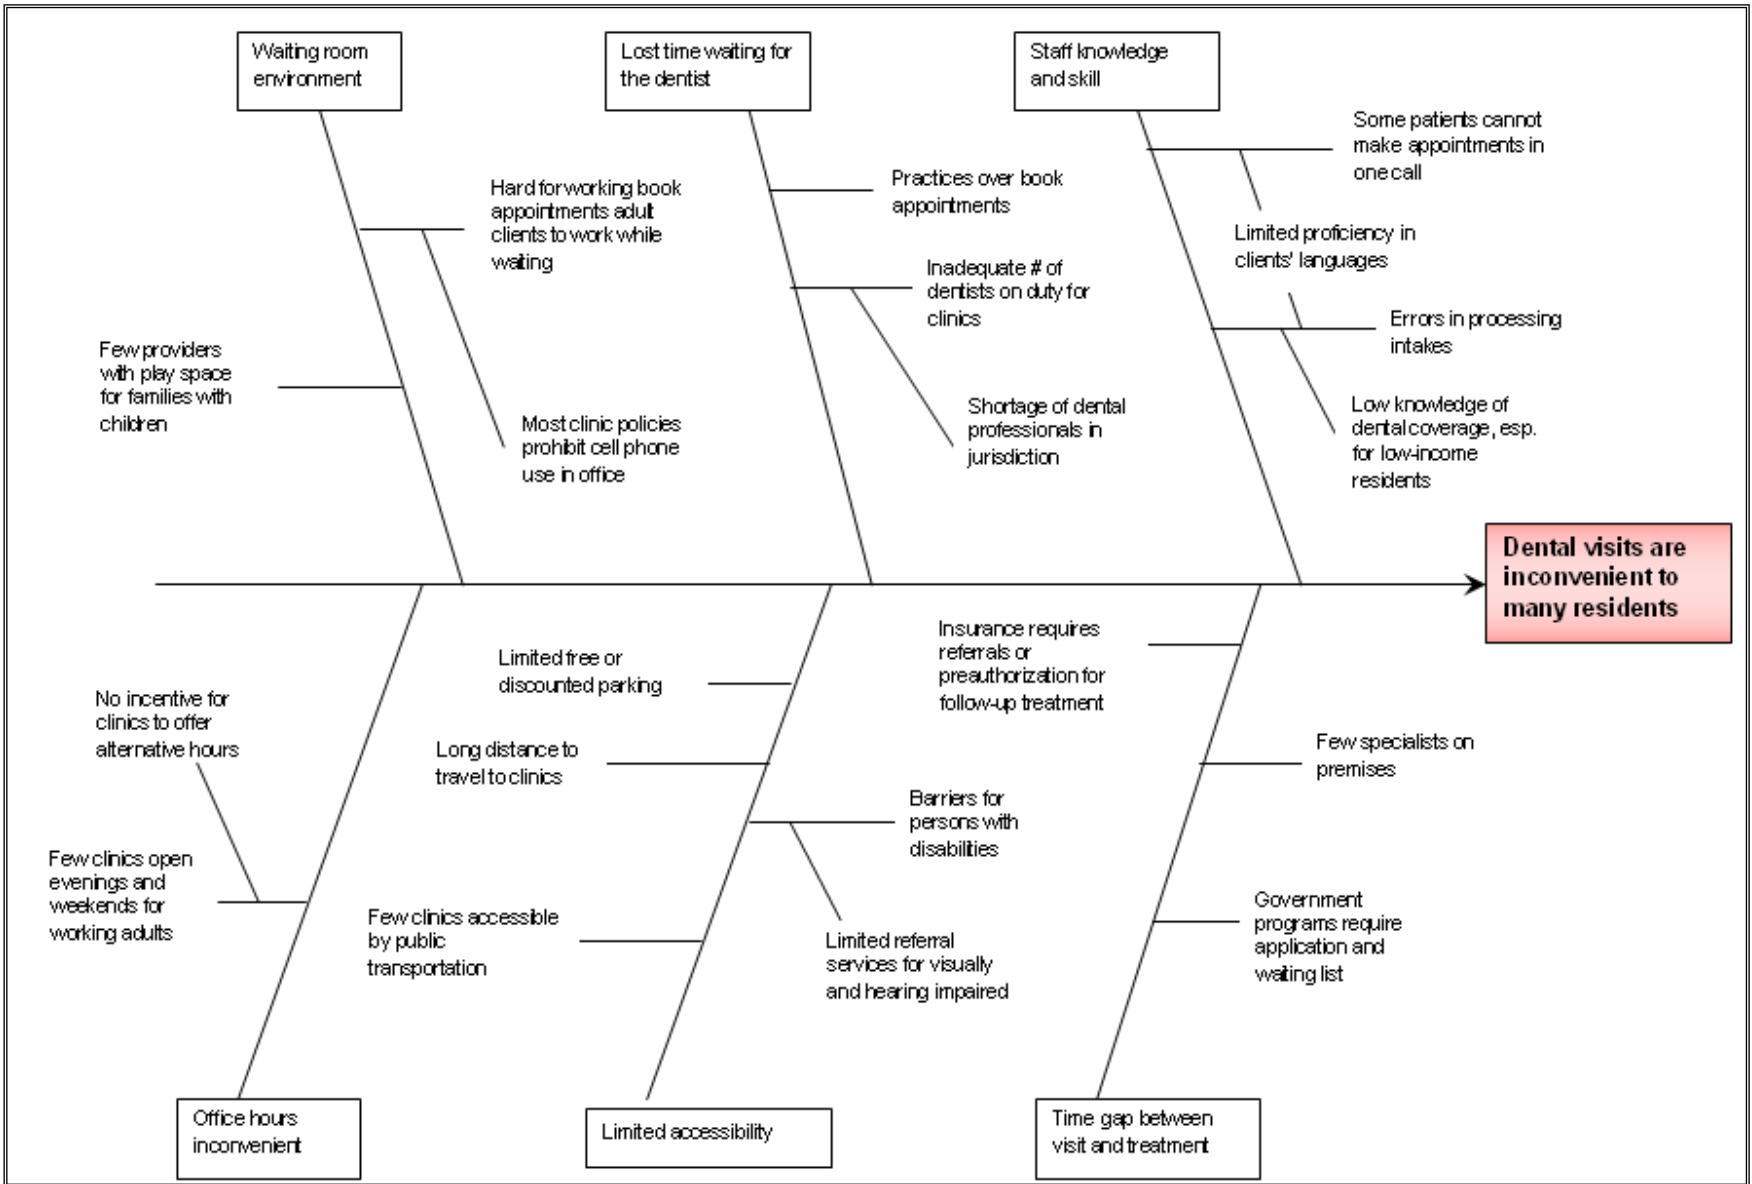 Waiting room
environment
Lost time waiting for
the dentist
Staff knowledge
and skill
Some patients cannot
make appointments in
one call
Hard for working book
appointments adult
clients to work while
waiting
Practices over book
appointments
Limited proficiency in
clients' languages
Inadequate # of
dentists on duty for
clinics
Errors in processing
intakes
Few providers
with play space
for families with
children
Most clinic policies
prohibit cell phone
use in office
Shortage of dental
professionals in
jurisdiction
Low knowledge of
dental coverage, esp.
for low-income
residents
Dental visits are
inconvenient to
many residents
Insurance requires
referrals or
preauthorization for
follow-up treatment
Limited free or
discounted parking
No incentive for
clinics to offer
alternative hours
Long distance to
travel to clinics
Few specialists on
premises
Barriers for
persons with
disabilities
Few clinics open
evenings and
weekends for
working adults
Few clinics accessible
by public
transportation
Limited referral
services for visually
and hearing impaired
Government
programs require
application and
waiting list
Office hours
inconvenient
Limited accessibility
Time gap between
visit and treatment